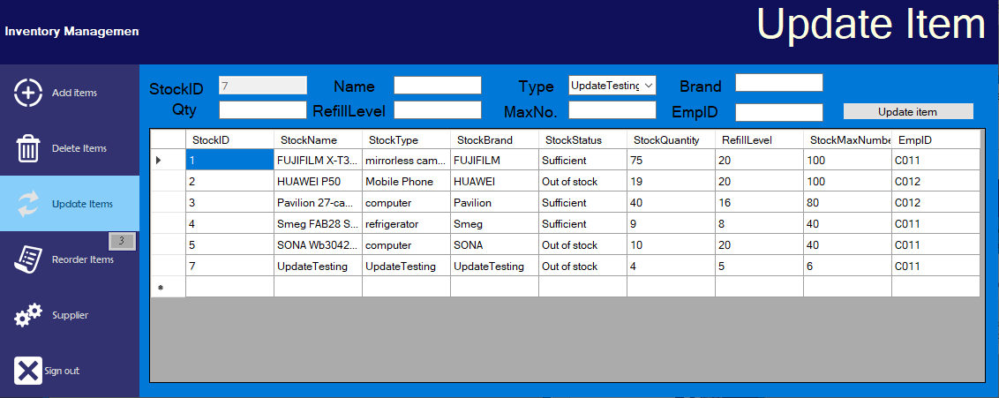 Inventory Managemen
Update Item
Add items
Delete Items
Update Items
3
Reorder Items
Supplier
Sign out
StockID 7 Name Type UpdateTesting Brand
Qty RefillLevel MaxNo. EmpID Update item
StockID StockName StockType StockBrand StockStatus StockQuantity RefillLevel StockMaxNumbe EmpID
1 FUJIFILM X-T3... mirrorless cam... FUJIFILM Sufficient 75 20 100 C011
2 HUAWEI P50 Mobile Phone HUAWEI Out of stock 19 20 100 C012
3 Pavilion 27-ca... computer Pavilion Sufficient 40 16 80 C012
4 Smeg FAB28 S... refrigerator Smeg Sufficient 9 8 40 C011
5 SONA Wb3042... computer SONA Out of stock 10 20 40 C011
7 UpdateTesting UpdateTesting UpdateTesting Out of stock 4 5 6 C011